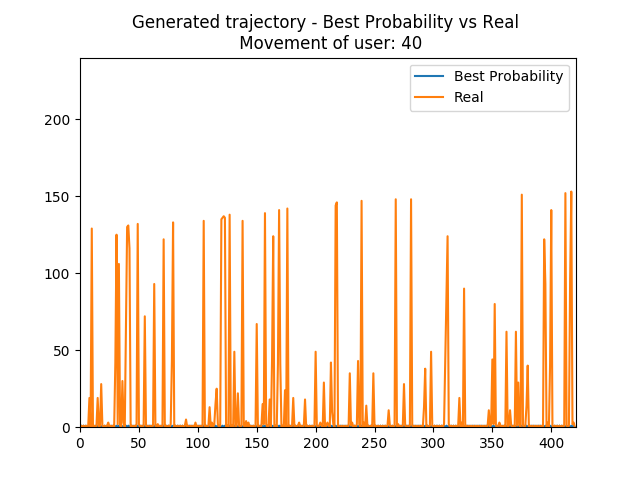 Generated trajectory - Best Probability vs Real
Movement of user: 40
Best Probability
Real
200
150
100
50
0
0 50 100 150 200 250 300 350 400